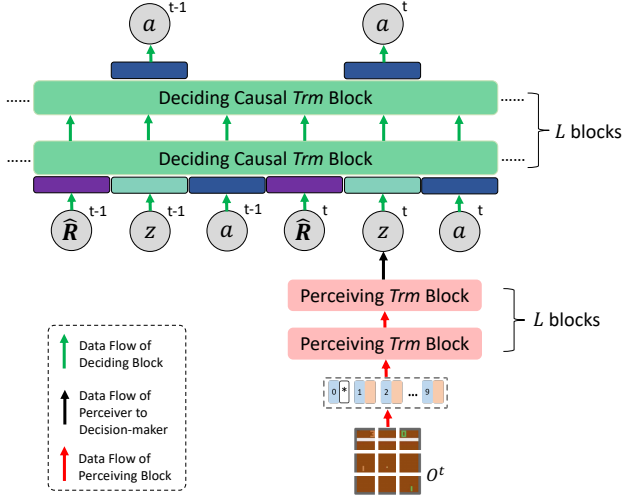 t-1
a
t
a
...... Deciding Causal Trm Block ......
L blocks
...... Deciding Causal Trm Block ......
t-1 t-1 t-1 t t t
R̂ z a R̂ z a
Perceiving Trm Block
L blocks
Perceiving Trm Block
0 * 1 2 ... 9
O^t
Data Flow of
Deciding Block
Data Flow of
Perceiver to
Decision-maker
Data Flow of
Perceiving Block